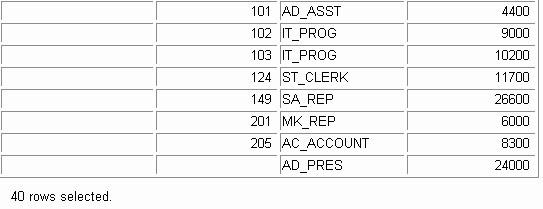 101 AD_ASST 4400
102 IT_PROG 9000
103 IT_PROG 10200
124 ST_CLERK 11700
149 SA_REP 26600
201 MK_REP 6000
205 AC_ACCOUNT 8300
AD_PRES 24000
40 rows selected.